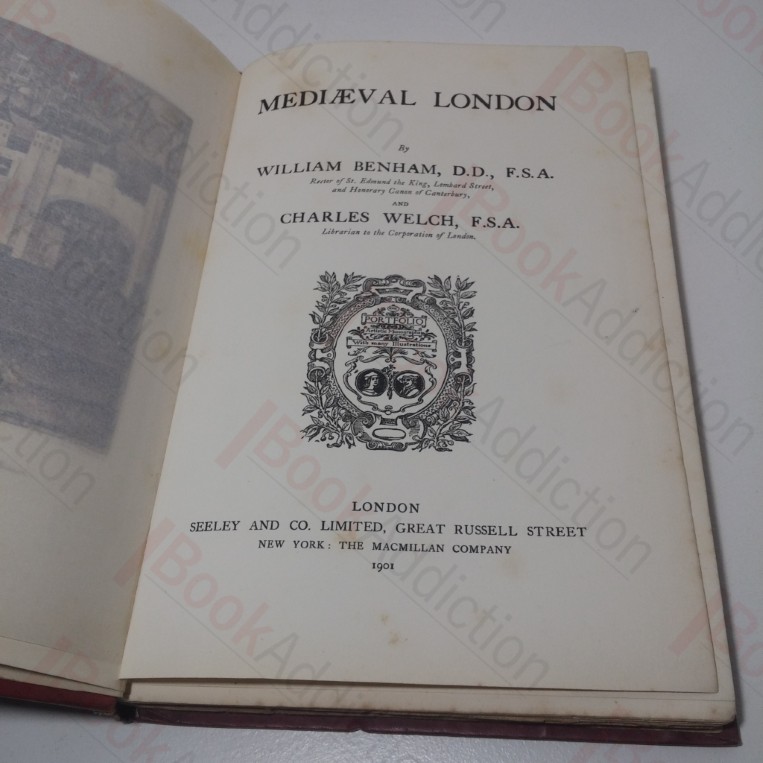 MEDIÆVAL LONDON
By
WILLIAM BENHAM, D.D., F.S.A.
Rector of St. Edmund the King, Lombard Street,
and Honorary Canon of Canterbury,
AND
CHARLES WELCH, F.S.A.
Librarian to the Corporation of London.
PORTFOLIO
With many Illustrations
LONDON
SEELEY AND CO. LIMITED, GREAT RUSSELL STREET
NEW YORK: THE MACMILLAN COMPANY
1901
BookAddiction